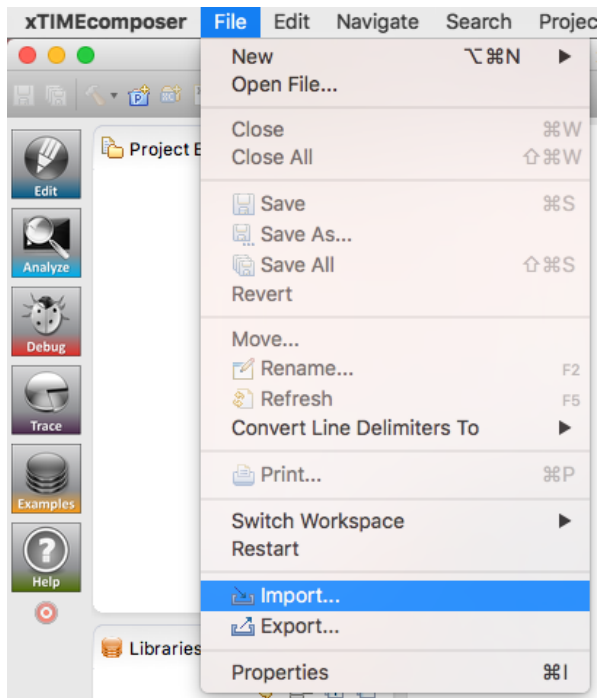 xTIMEcomposer File Edit Navigate Search Projec
New ⌥⌘N ▶
Open File...
Close ⌘W
Close All ⇧⌘W
Project E
Edit
Save ⌘S
Save As...
Save All ⇧⌘S
Analyze
Revert
Move...
Debug
Rename... F2
Refresh F5
Trace
Convert Line Delimiters To ▶
Print... ⌘P
Examples
Switch Workspace ▶
Restart
Help
Import...
Export...
Libraries
Properties ⌘I